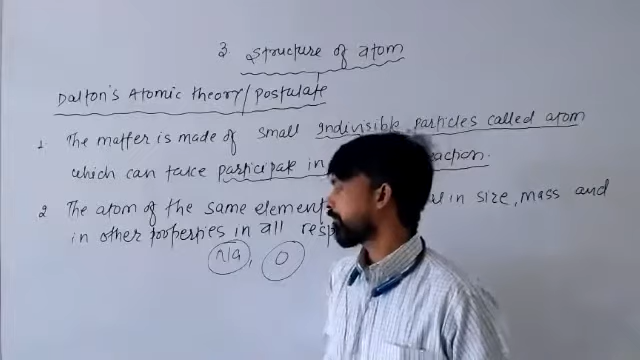 3. Structure of atom
Dalton's Atomic theory/postulate
1. The matter is made of small indivisible particles called atom
which can take participate in reaction.
2 The atom of the same element in size, mass and
in other properties in all resp
Na, O